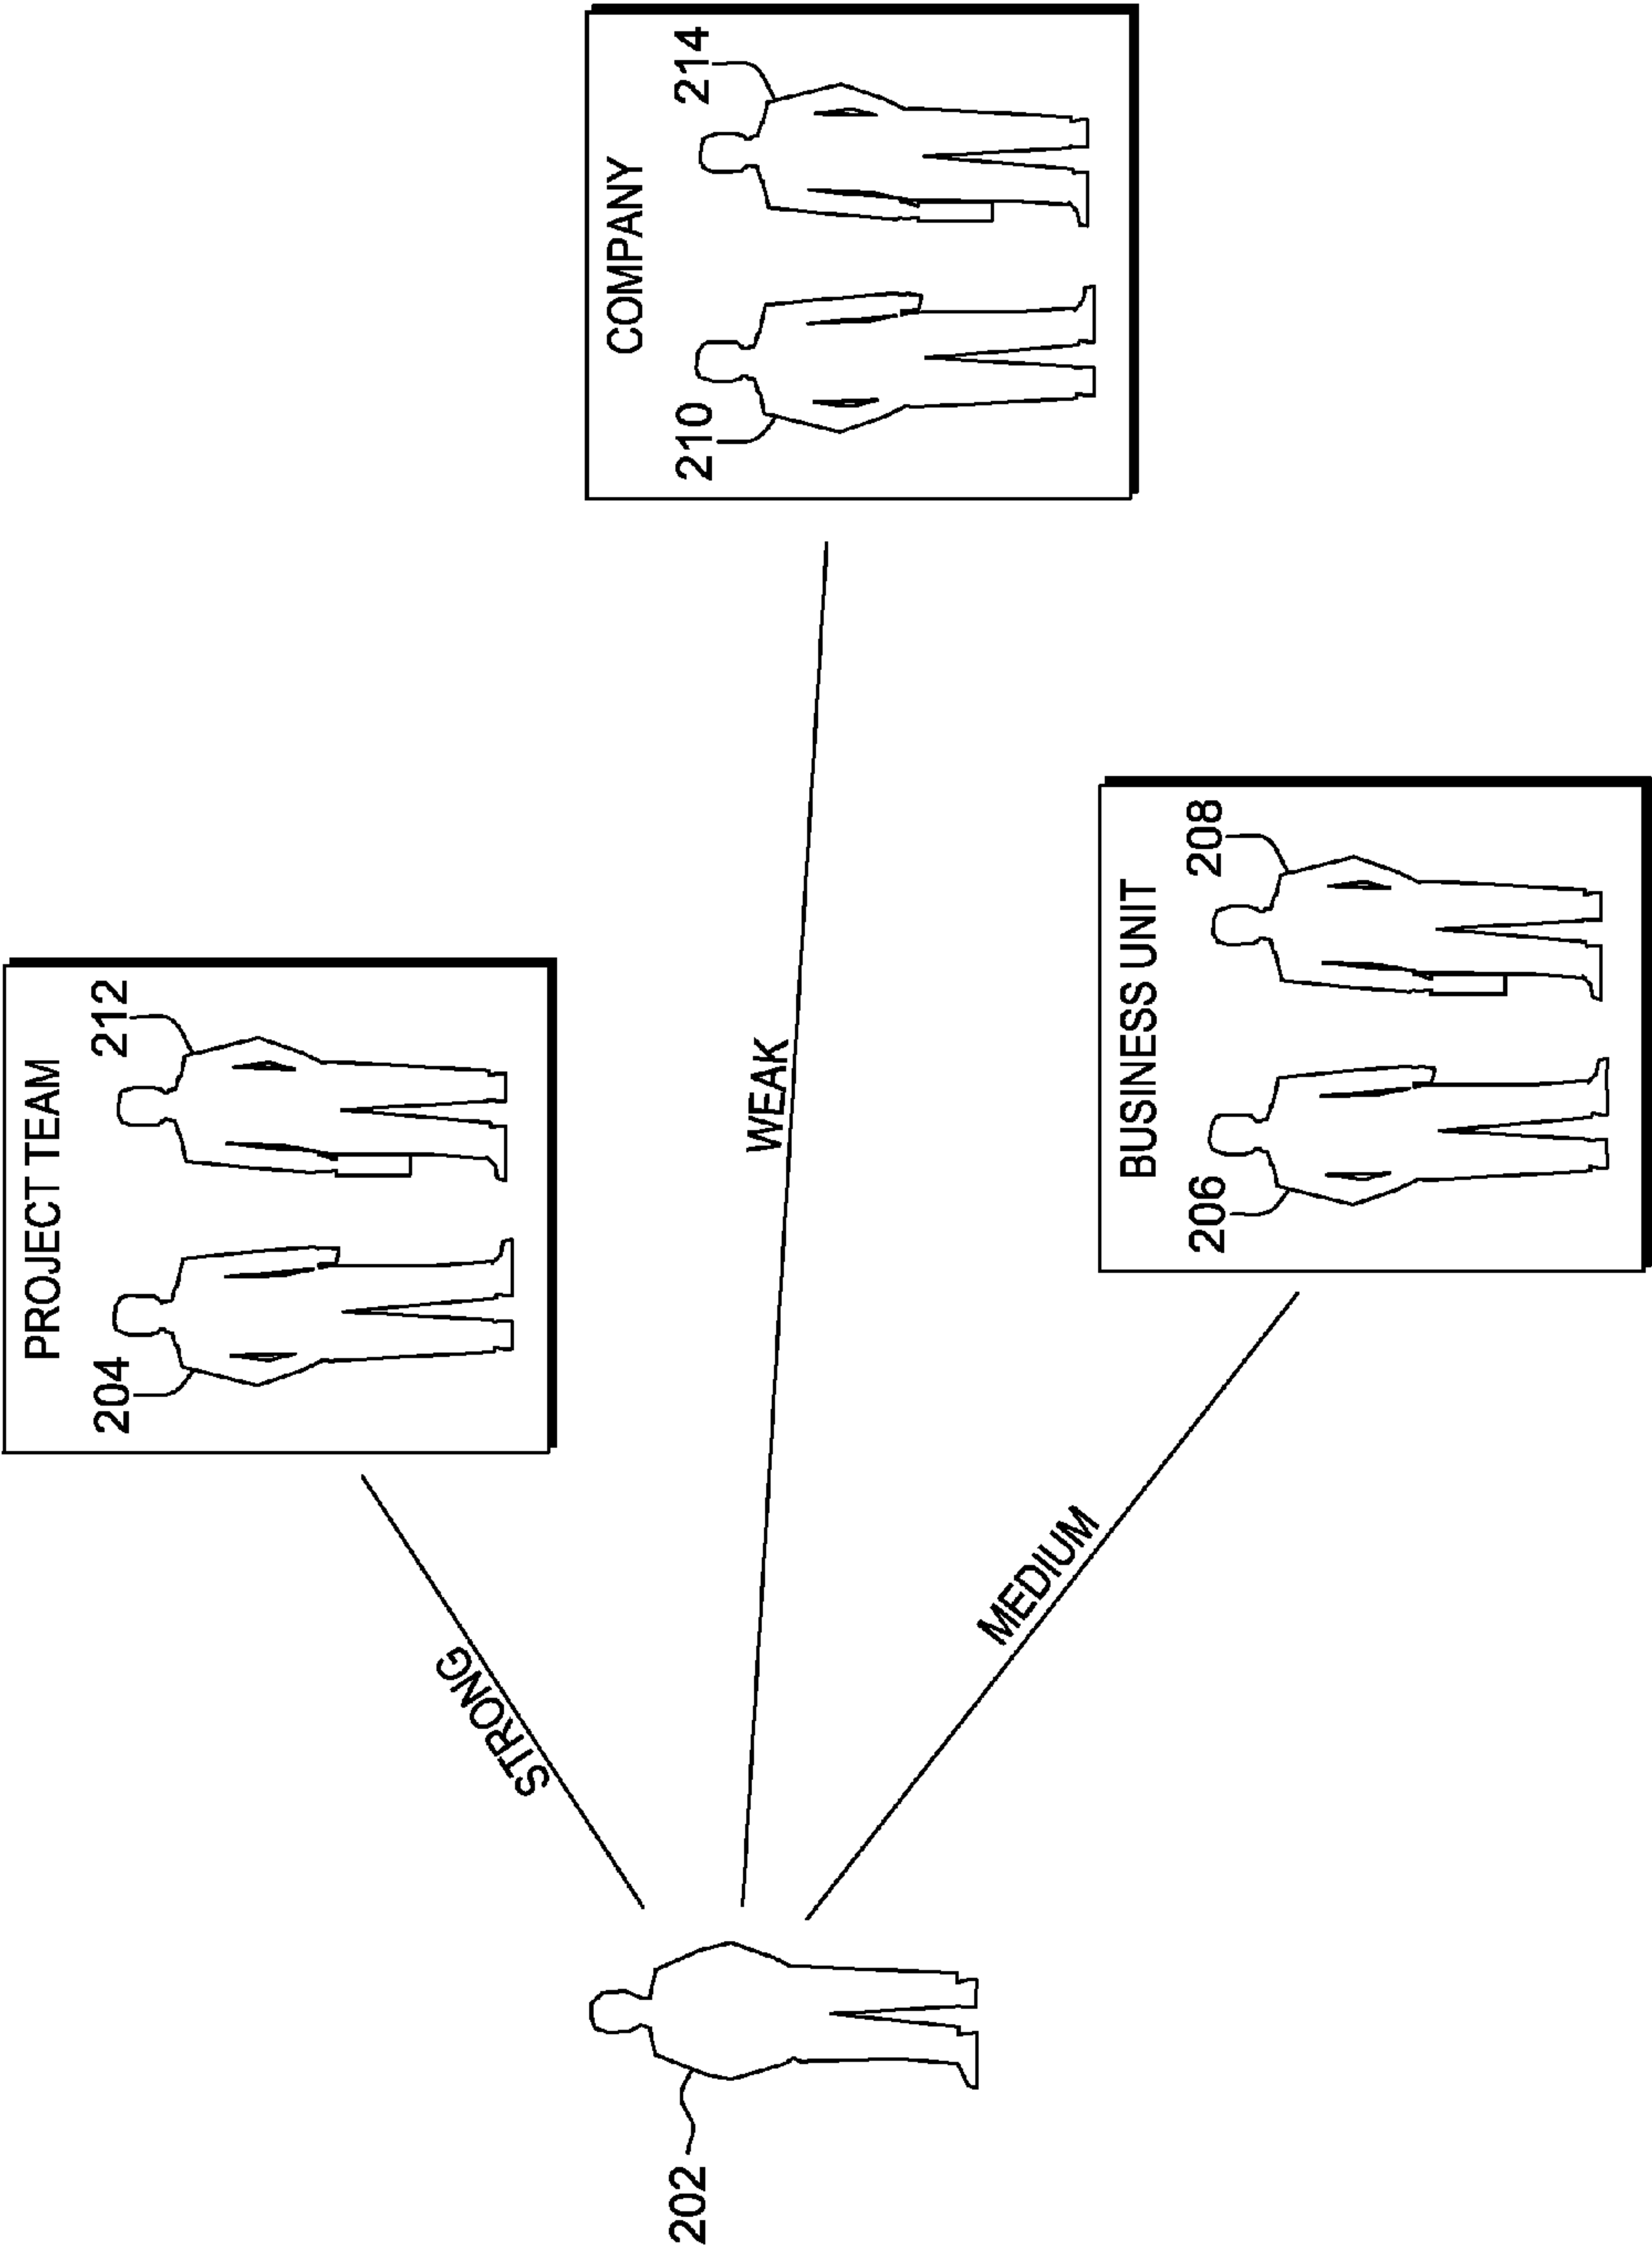 PROJECT TEAM
204
212
STRONG
COMPANY
210
214
202
WEAK
MEDIUM
BUSINESS UNIT
206
208